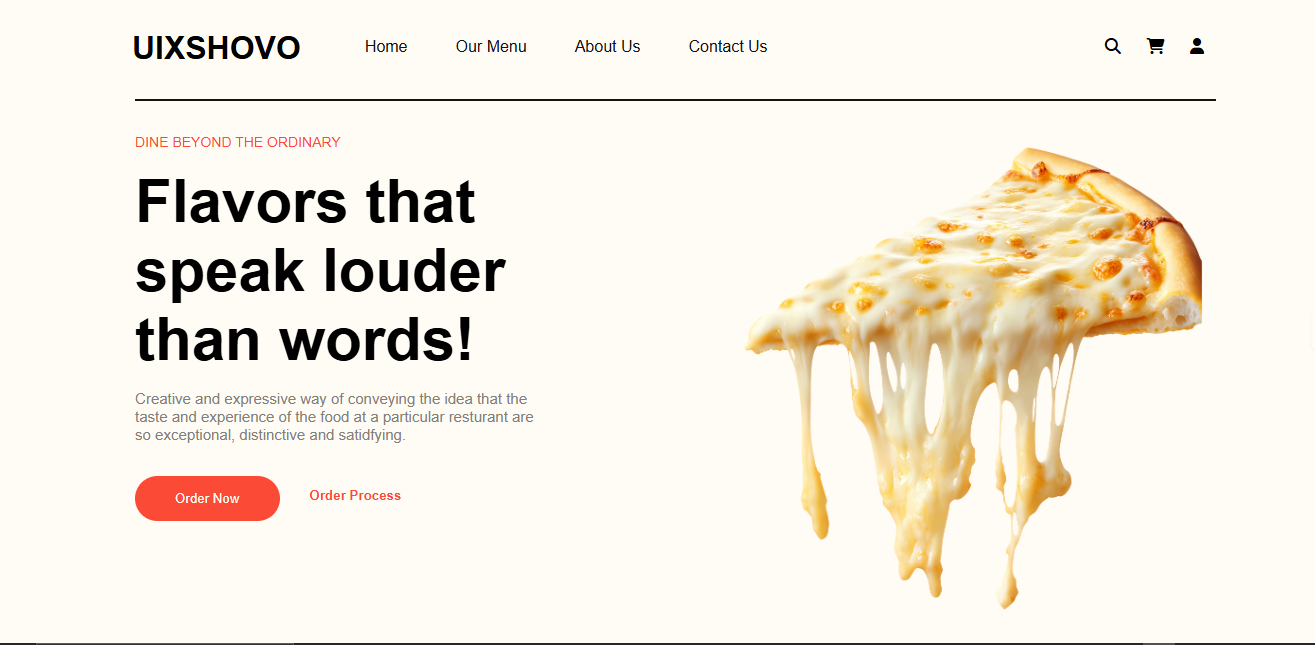 UIXSHOVO
Home Our Menu About Us Contact Us
DINE BEYOND THE ORDINARY
Flavors that
speak louder
than words!
Creative and expressive way of conveying the idea that the
taste and experience of the food at a particular resturant are
so exceptional, distinctive and satidfying.
Order Now Order Process